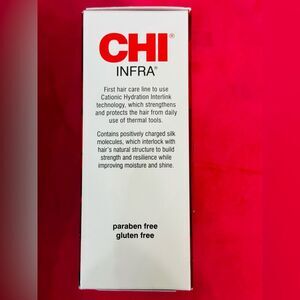 CHI®
INFRA®
First hair care line to use
Cationic Hydration Interlink
technology, which strengthens
and protects the hair from daily
use of thermal tools.
Contains positively charged silk
molecules, which interlock with
hair's natural structure to build
strength and resilience while
improving moisture and shine.
paraben free
gluten free